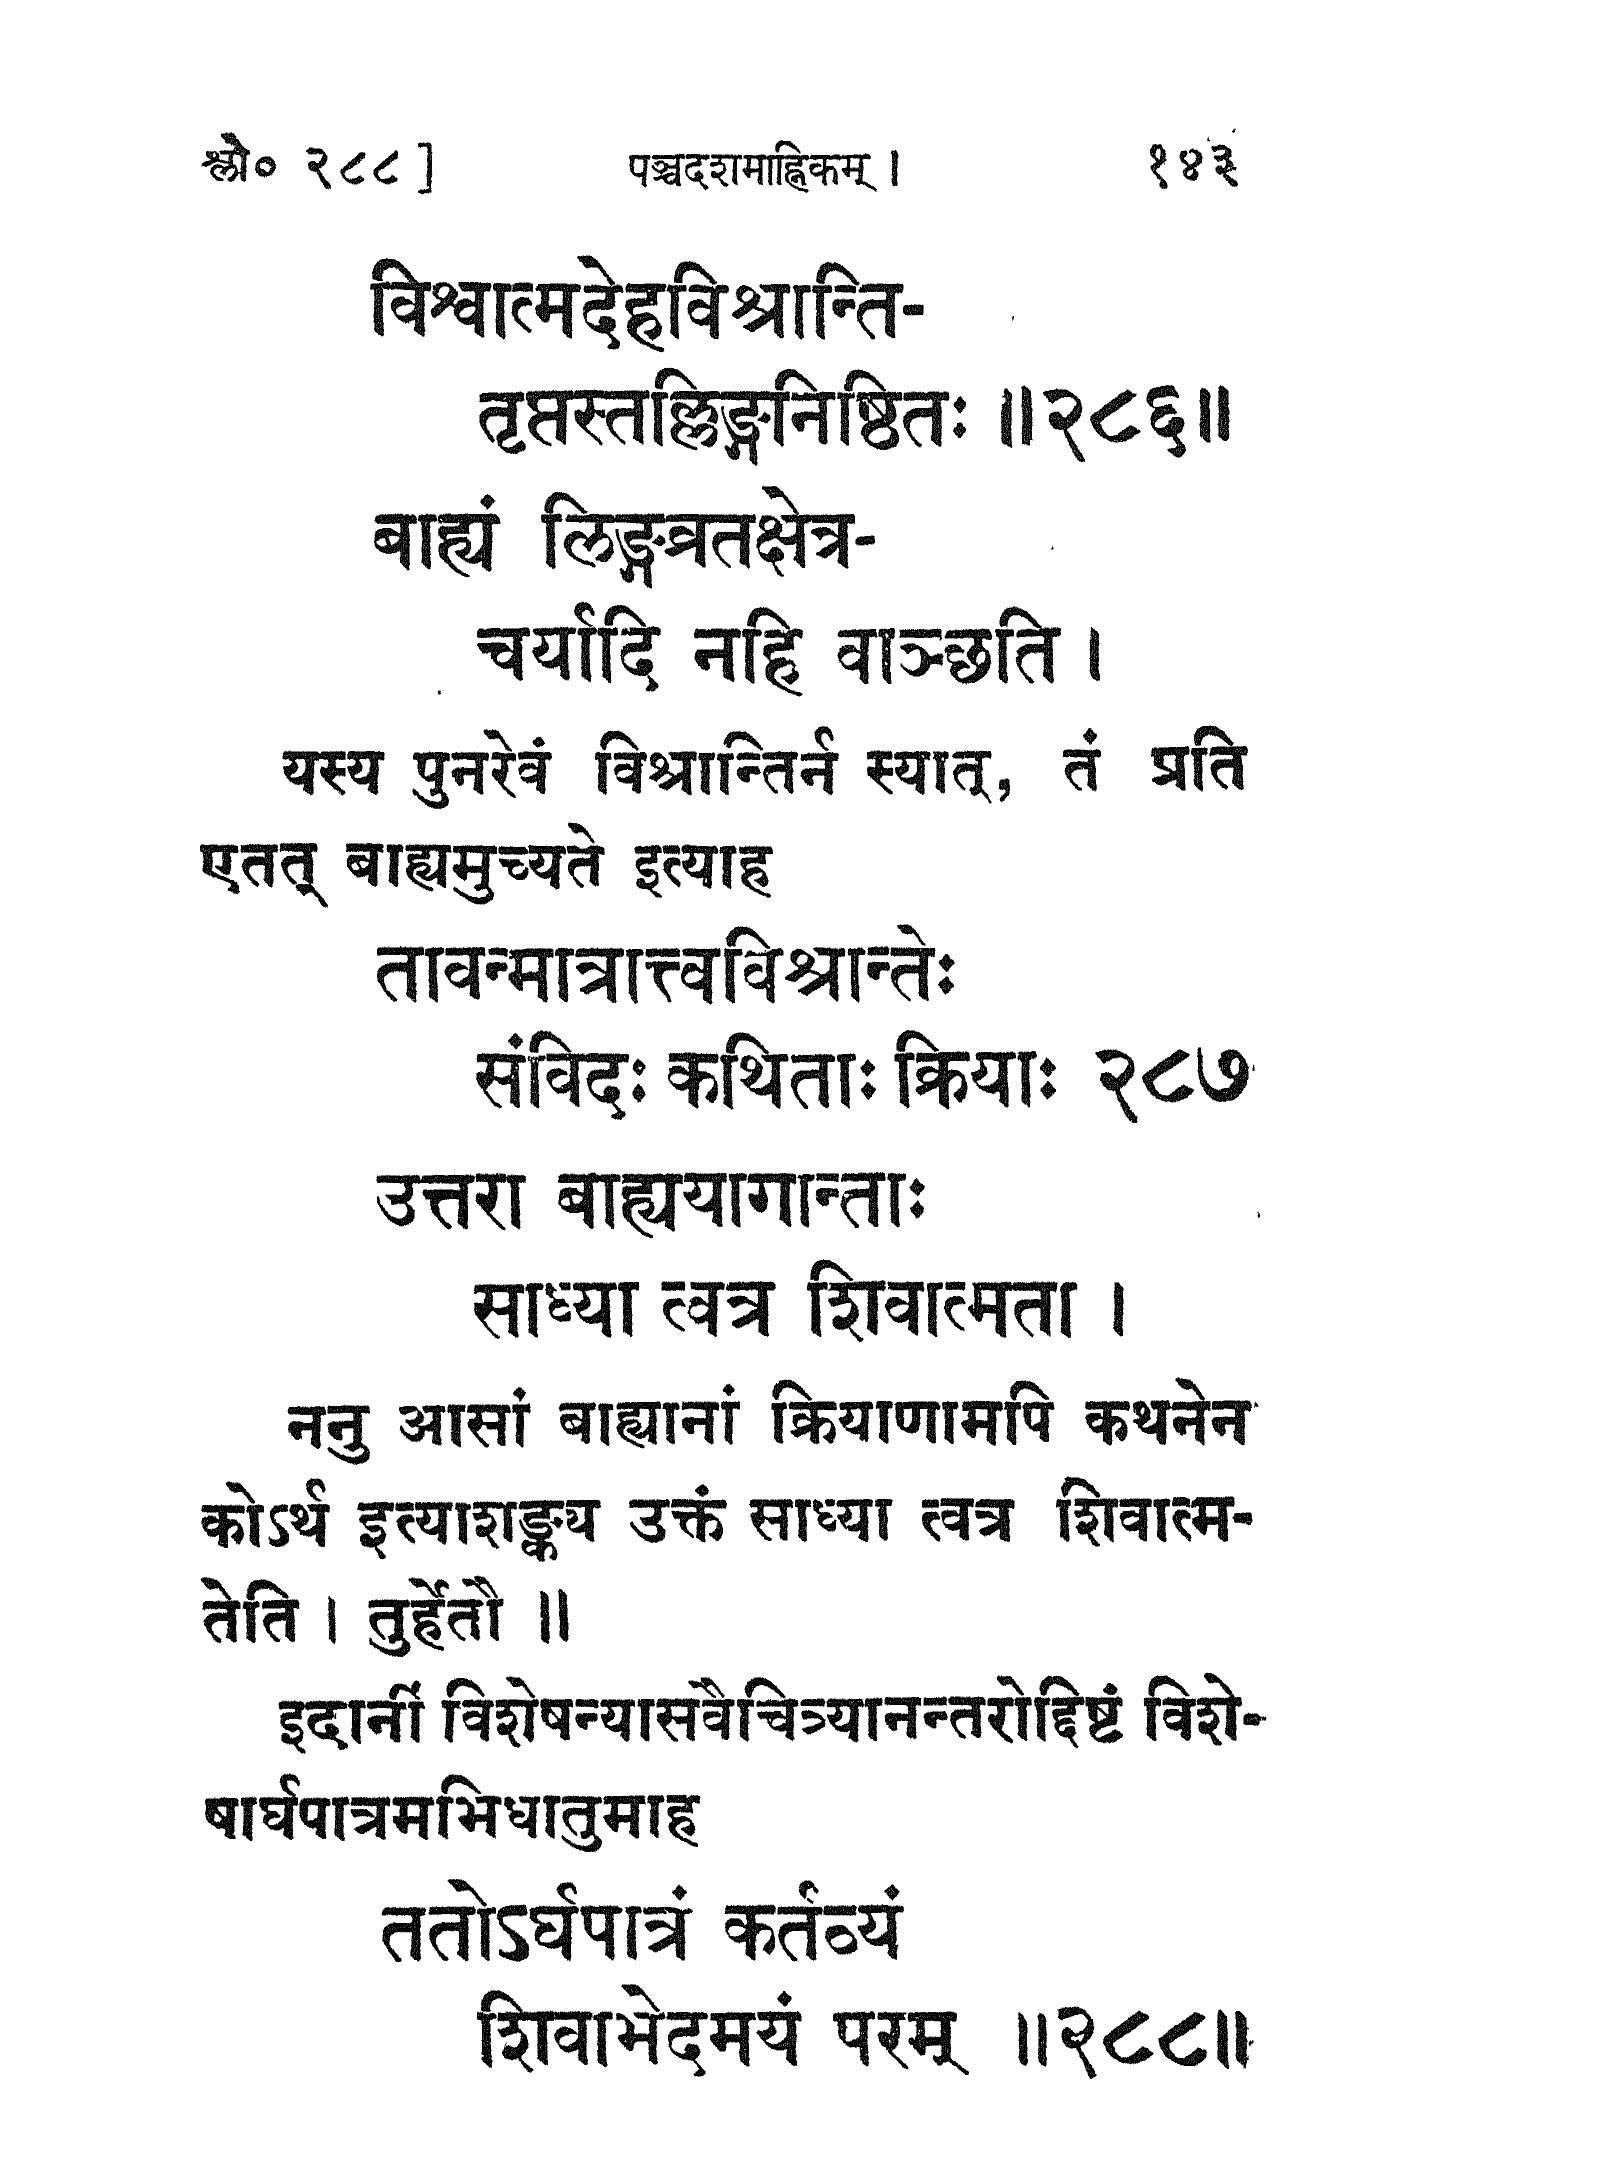 श्लो० २८८]
पञ्चदशमाह्निकम् ।
१४३
विश्वात्मदेहविश्रान्ति-
तृप्तस्तल्लिङ्गनिष्ठितः ॥२८६॥
बाह्यं लिङ्गव्रतक्षेत्र-
चर्यादि नहि वाञ्छति ।
यस्य पुनरेवं विश्रान्तिर्न स्यात्, तं प्रति
एतत् बाह्यमुच्यते इत्याह
तावन्मात्रात्त्वविश्रान्तेः
संविदः कथिताः क्रियाः २८७
उत्तरा बाह्ययागान्ताः
साध्या त्वत्र शिवात्मता ।
ननु आसां बाह्यानां क्रियाणामपि कथनेन
कोऽर्थ इत्याशङ्क्य उक्तं साध्या त्वत्र शिवात्म-
तेति । तुर्हेतौ ॥
इदानीं विशेषन्यासवैचित्र्यानन्तरोद्दिष्टं विशे-
षार्घपात्रमभिधातुमाह
ततोऽर्घपात्रं कर्तव्यं
शिवाभेदमयं परम् ॥२८८॥